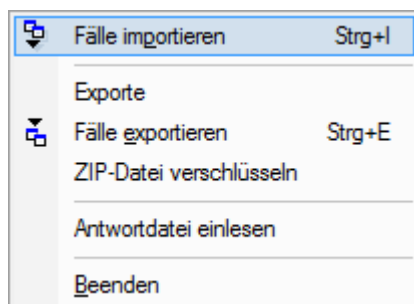 Fälle importieren Strg+I
Exporte
Fälle exportieren Strg+E
ZIP-Datei verschlüsseln
Antwortdatei einlesen
Beenden